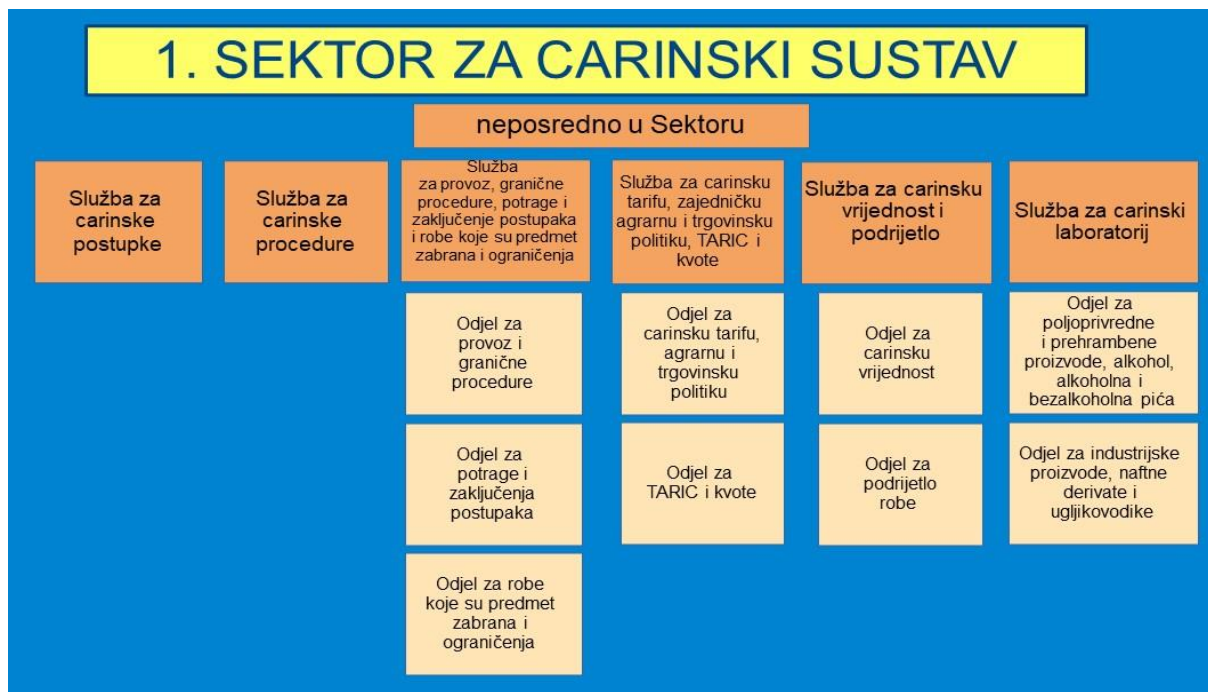 1. SEKTOR ZA CARINSKI SUSTAV
neposredno u Sektoru
Služba za
carinske
postupke
Služba za
carinske
procedure
Služba
za provoz, granične
procedure, potrage i
zaključenje postupaka
i robe koje su predmet
zabrana i ograničenja
Služba za carinsku
tarifu, zajedničku
agrarnu i trgovinsku
politiku, TARIC i
kvote
Služba za carinsku
vrijednost i
podrijetlo
Služba za carinski
laboratorij
Odjel za
provoz i
granične
procedure
Odjel za
carinsku tarifu,
agrarnu i
trgovinsku
politiku
Odjel za
carinsku
vrijednost
Odjel za
poljoprivredne
i prehrambene
proizvode, alkohol,
alkoholna i
bezalkoholna pića
Odjel za
potrage i
zaključenja
postupaka
Odjel za
TARIC i kvote
Odjel za
podrijetlo
robe
Odjel za industrijske
proizvode, naftne
derivate i
ugljikovodike
Odjel za robe
koje su predmet
zabrana i
ograničenja